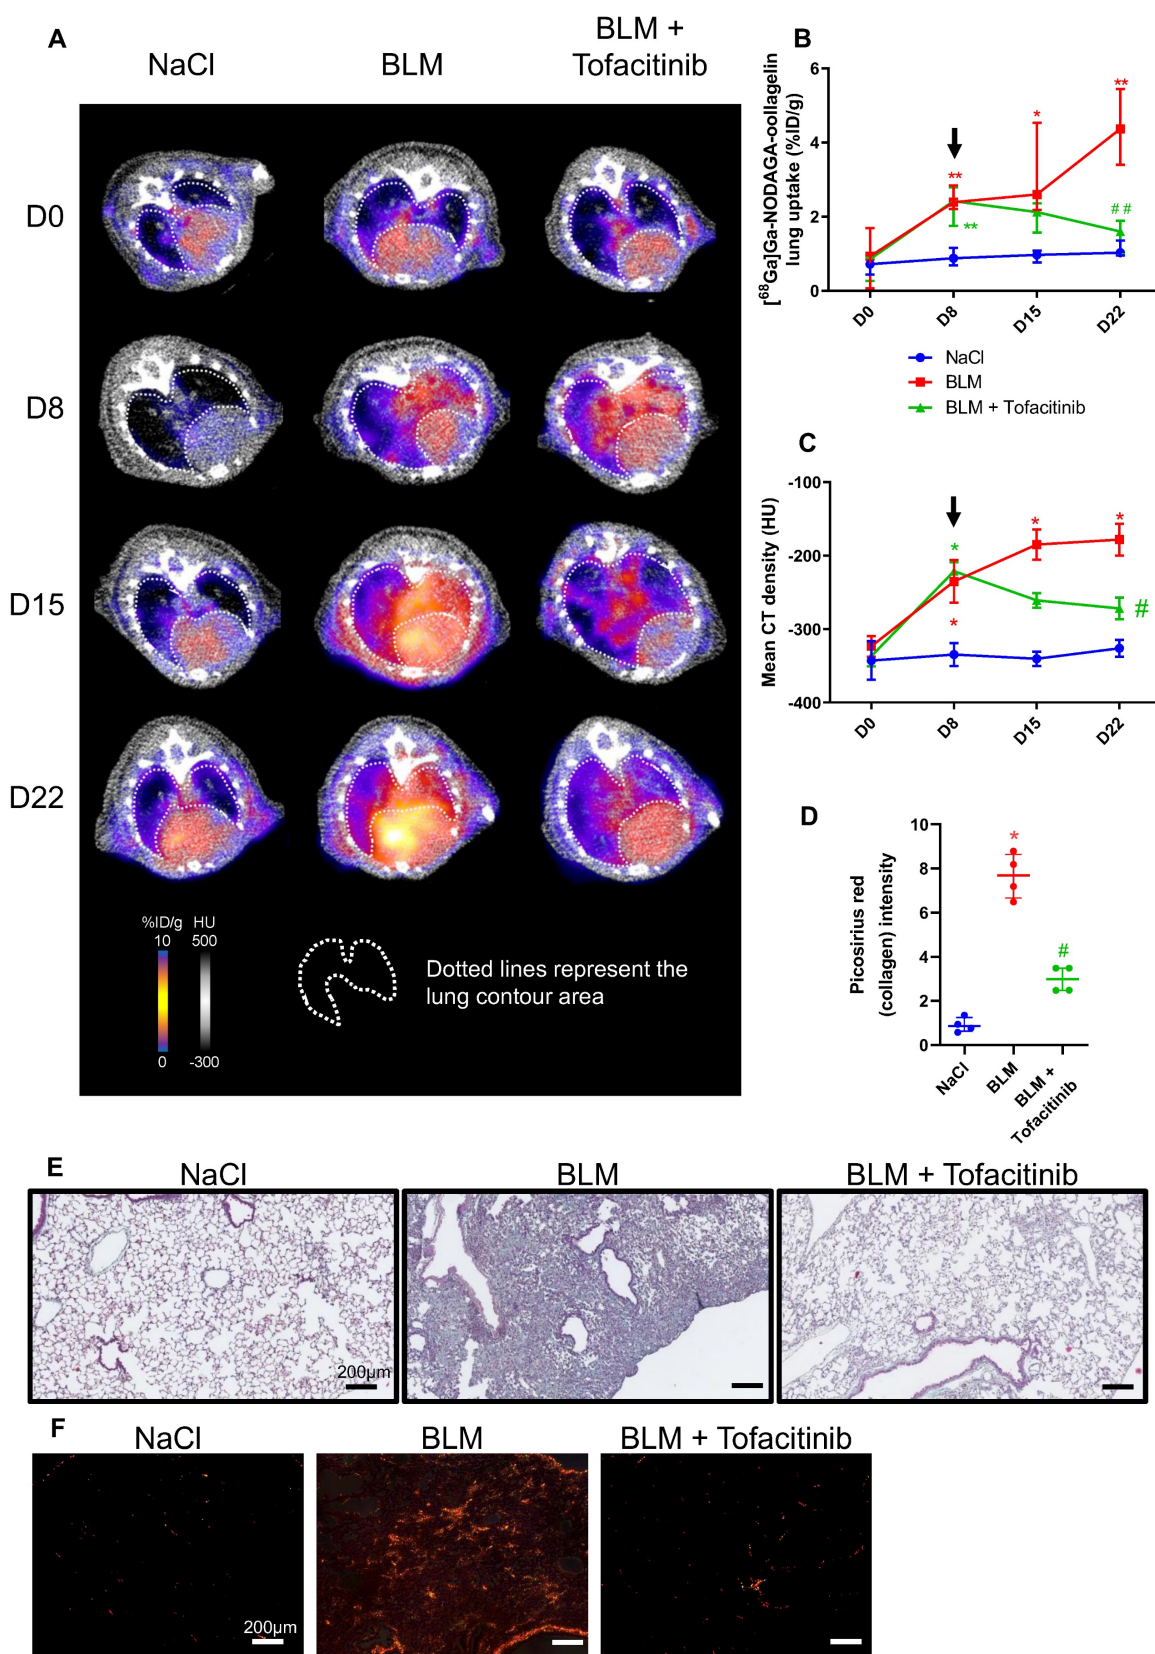 A
NaCl
BLM
BLM +
Tofacitinib
D0
D8
D15
D22
%ID/g HU
10 500
0 -300
Dotted lines represent the
lung contour area
B
[⁶⁸Ga]Ga-NODAGA-oollagelin
lung uptake (%ID/g)
6
4
2
0
**
**
*
**
##
D0 D8 D15 D22
NaCl
BLM
BLM + Tofacitinib
C
Mean CT density (HU)
-100
-200
-300
-400
*
*
*
*
#
D0 D8 D15 D22
D
Picosirius red
(collagen) intensity
10
8
6
4
2
0
*
#
NaCl
BLM
BLM +
Tofacitinib
E
NaCl
BLM
BLM + Tofacitinib
200µm
F
NaCl
BLM
BLM + Tofacitinib
200µm